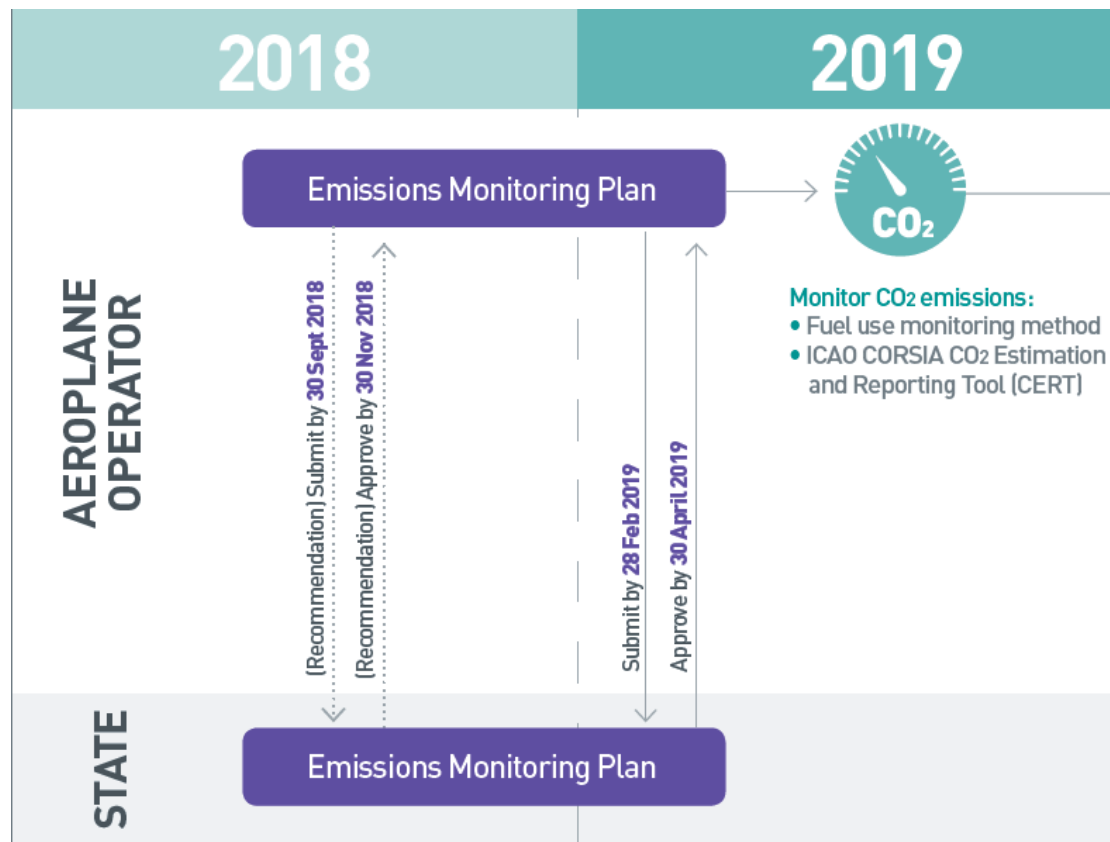 2018
2019
Emissions Monitoring Plan
CO₂
AEROPLANE
OPERATOR
(Recommendation) Submit by 30 Sept 2018
(Recommendation) Approve by 30 Nov 2018
Submit by 28 Feb 2019
Approve by 30 April 2019
Monitor CO₂ emissions:
• Fuel use monitoring method
• ICAO CORSIA CO₂ Estimation
and Reporting Tool (CERT)
STATE
Emissions Monitoring Plan